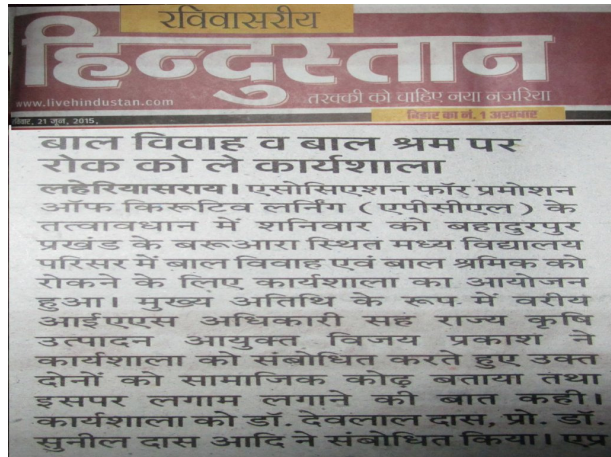 रविवासरीय
हिन्दुस्तान
www.livehindustan.com
तरक्की को चाहिए नया नजरिया
21 जून, 2015,
बिहार का नं. 1 अखबार
बाल विवाह व बाल श्रम पर
रोक को ले कार्यशाला
लहेरियासराय। एसोसिएशन फॉर प्रमोशन
ऑफ किरूटिव लर्निंग ( एपीसीएल ) के
तत्वावधान में शनिवार को बहादुरपुर
प्रखंड के बरूआरा स्थित मध्य विद्यालय
परिसर में बाल विवाह एवं बाल श्रमिक को
रोकने के लिए कार्यशाला का आयोजन
हुआ। मुख्य अतिथि के रूप में वरीय
आईएएस अधिकारी सह राज्य कृषि
उत्पादन आयुक्त विजय प्रकाश ने
कार्यशाला को संबोधित करते हुए उक्त
दोनों को सामाजिक कोढ़ बताया तथा
इसपर लगाम लगाने की बात कही।
कार्यशाला को डॉ. देवलाल दास, प्रो. डॉ.
सुनील दास आदि ने संबोधित किया। एप्र